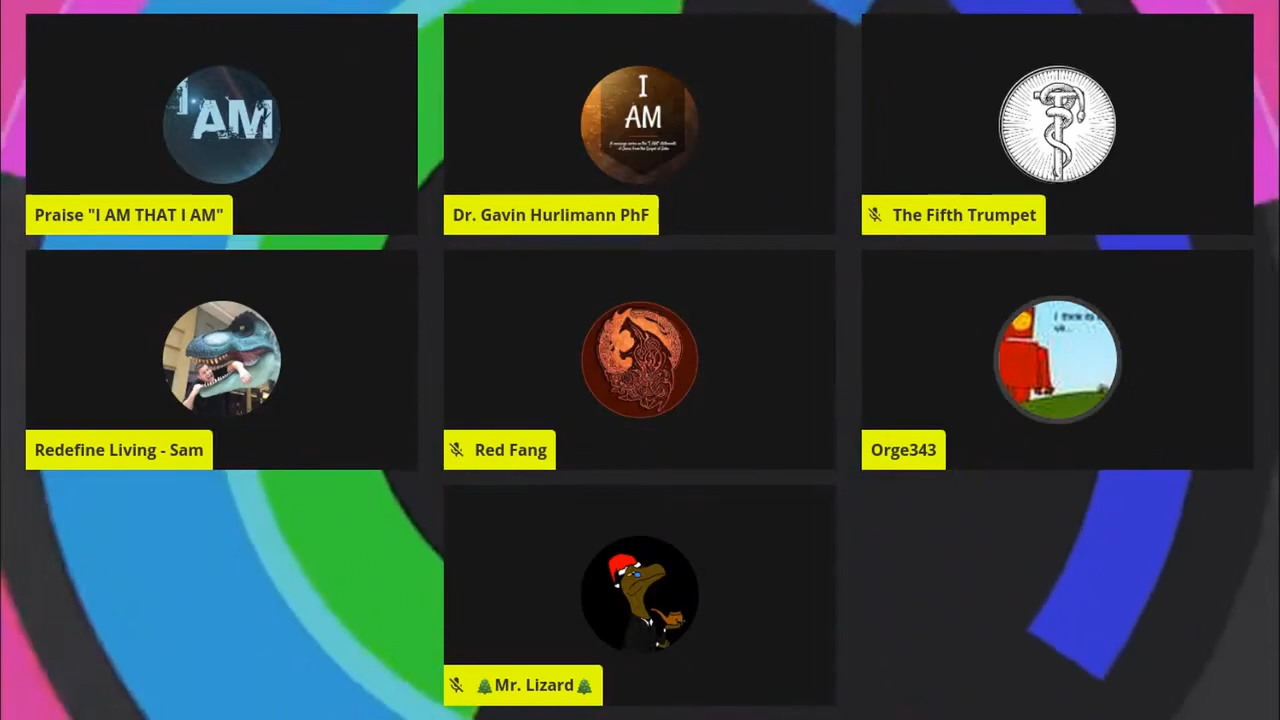 I
AM
Praise "I AM THAT I AM"
I
AM
Dr. Gavin Hurlimann PhF
The Fifth Trumpet
Redefine Living - Sam
Red Fang
I think
Orge343
🌲Mr. Lizard🌲